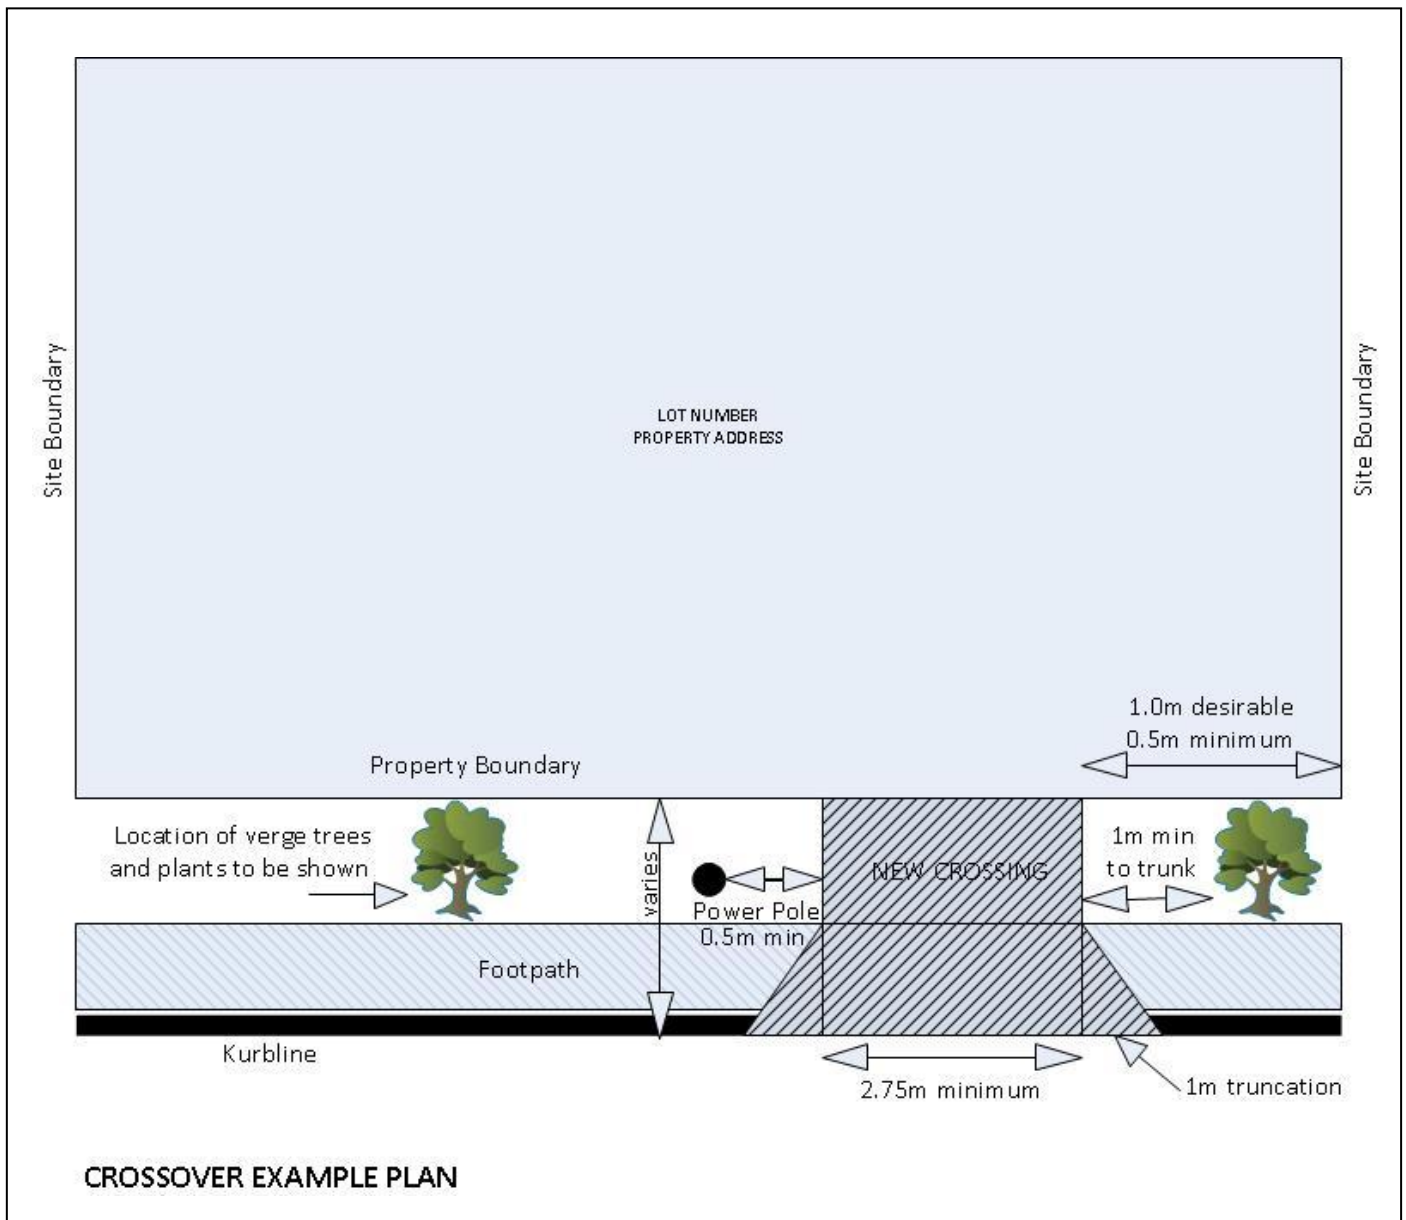 Site Boundary
LOT NUMBER
PROPERTY ADDRESS
Site Boundary
1.0m desirable
0.5m minimum
Property Boundary
Location of verge trees
and plants to be shown
varies
Power Pole
0.5m min
NEW CROSSING
1m min
to trunk
Footpath
Kurbline
2.75m minimum
1m truncation
CROSSOVER EXAMPLE PLAN